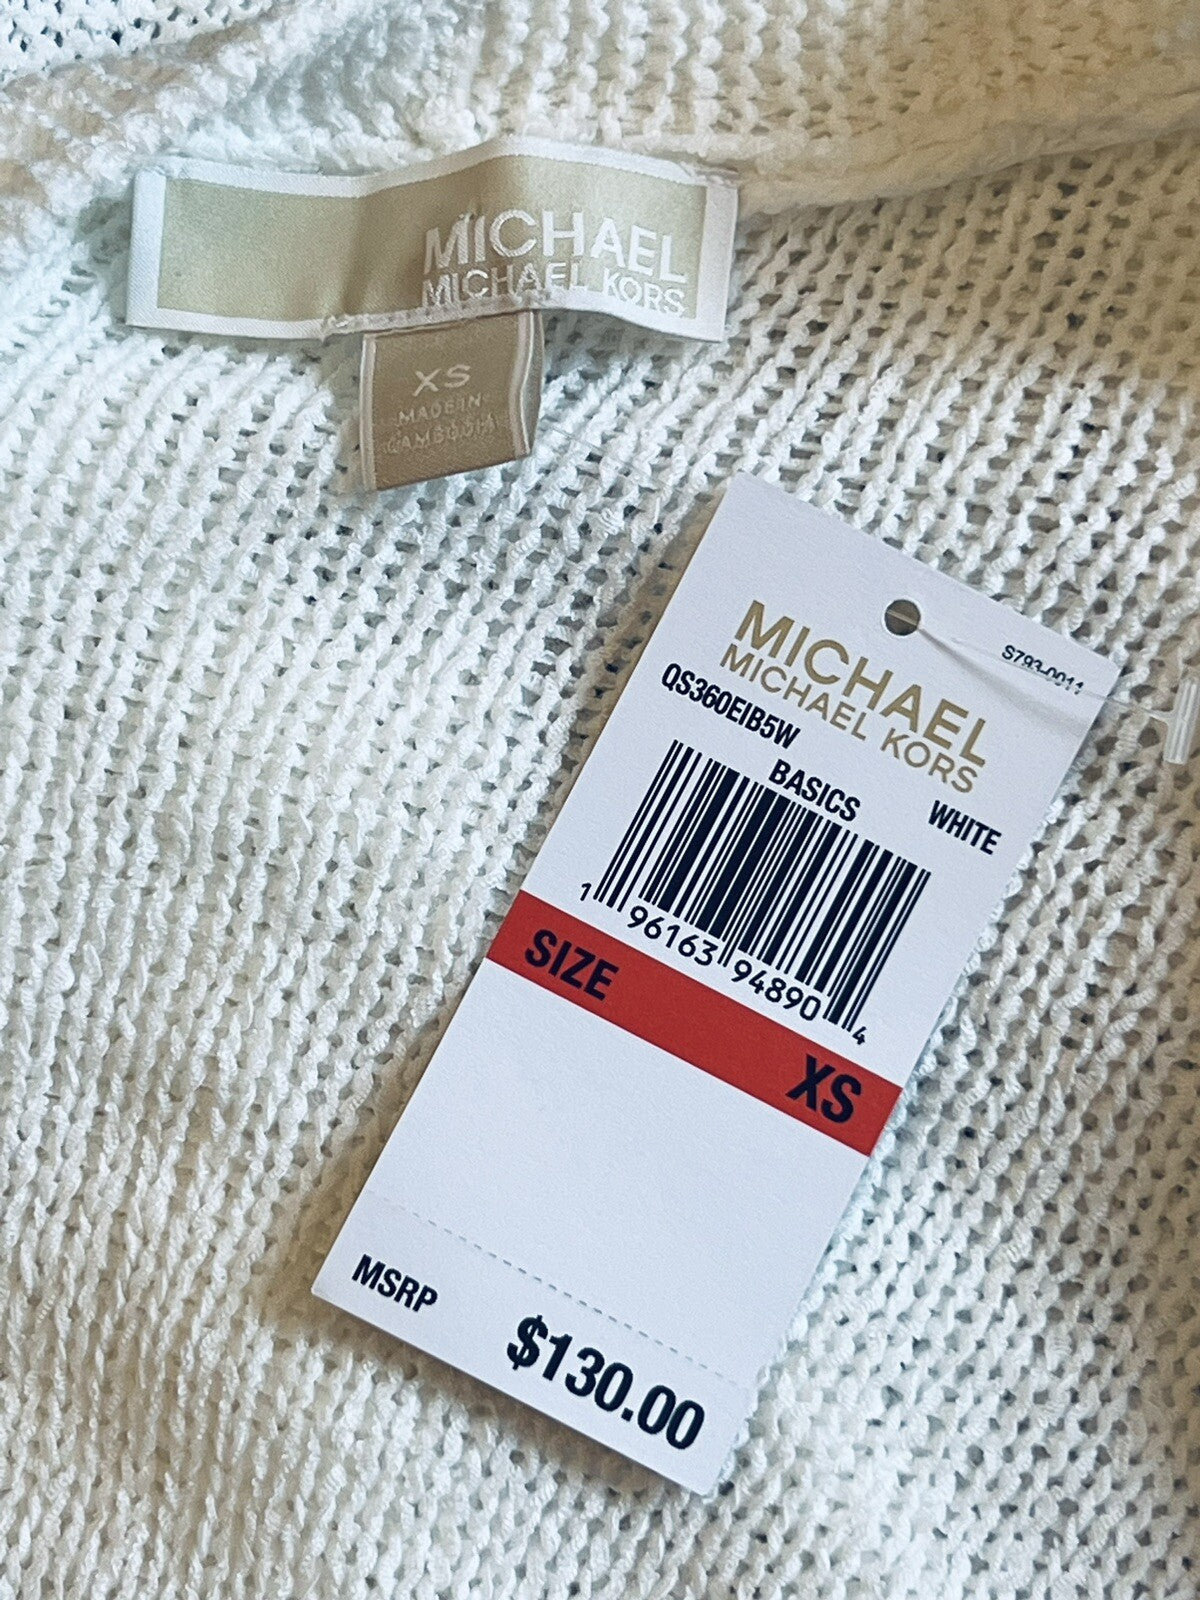 MICHAEL
MICHAEL KORS
XS
MADE IN
CAMBODIA
S793-0011
MICHAEL
MICHAEL KORS
QS360EIB5W
BASICS
WHITE
1 96163 94890 4
SIZE
XS
MSRP
$130.00